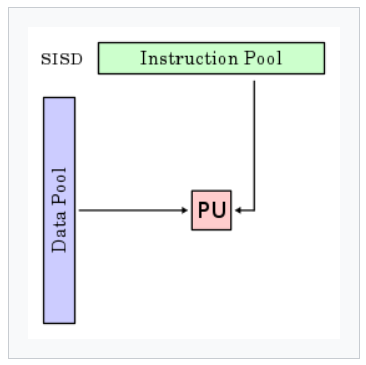 SISD
Instruction Pool
Data Pool
PU